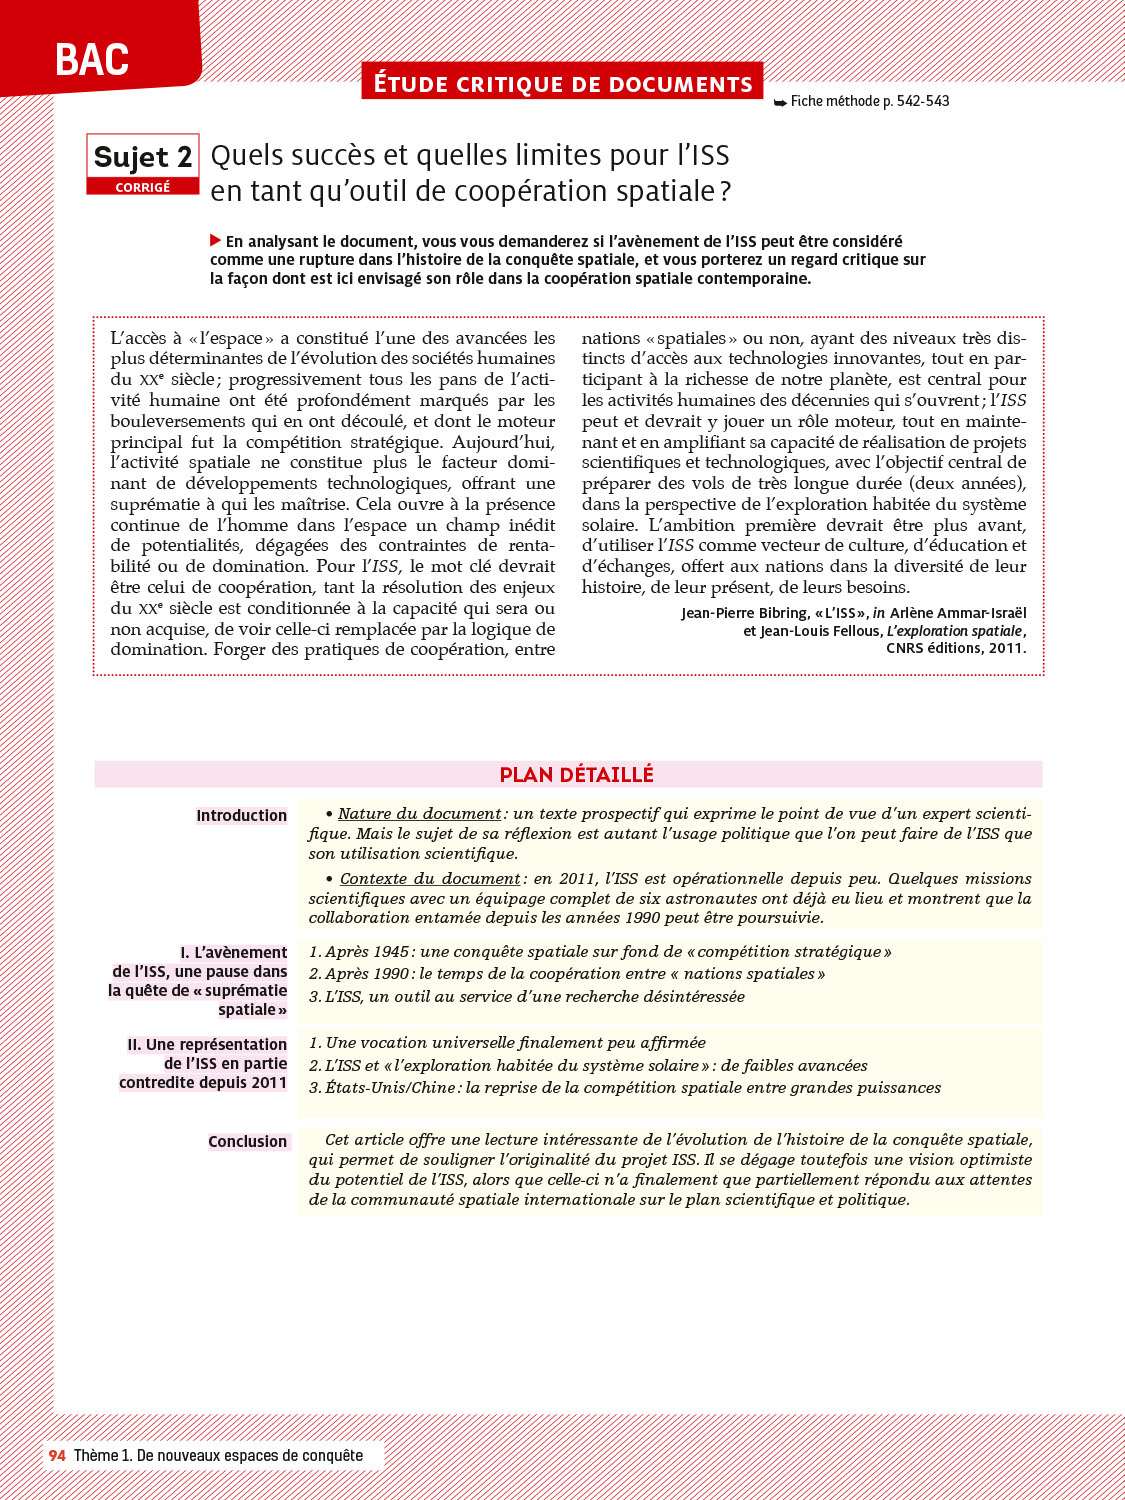 BAC
ÉTUDE CRITIQUE DE DOCUMENTS
➥ Fiche méthode p. 542-543
Sujet 2
CORRIGÉ
Quels succès et quelles limites pour l’ISS
en tant qu’outil de coopération spatiale ?
▶ En analysant le document, vous vous demanderez si l’avènement de l’ISS peut être considéré
comme une rupture dans l’histoire de la conquête spatiale, et vous porterez un regard critique sur
la façon dont est ici envisagé son rôle dans la coopération spatiale contemporaine.
L’accès à « l’espace » a constitué l’une des avancées les
plus déterminantes de l’évolution des sociétés humaines
du XXe siècle ; progressivement tous les pans de l’acti-
vité humaine ont été profondément marqués par les
bouleversements qui en ont découlé, et dont le moteur
principal fut la compétition stratégique. Aujourd’hui,
l’activité spatiale ne constitue plus le facteur domi-
nant de développements technologiques, offrant une
suprématie à qui les maîtrise. Cela ouvre à la présence
continue de l’homme dans l’espace un champ inédit
de potentialités, dégagées des contraintes de renta-
bilité ou de domination. Pour l’ISS, le mot clé devrait
être celui de coopération, tant la résolution des enjeux
du XXe siècle est conditionnée à la capacité qui sera ou
non acquise, de voir celle-ci remplacée par la logique de
domination. Forger des pratiques de coopération, entre
nations « spatiales » ou non, ayant des niveaux très dis-
tincts d’accès aux technologies innovantes, tout en par-
ticipant à la richesse de notre planète, est central pour
les activités humaines des décennies qui s’ouvrent ; l’ISS
peut et devrait y jouer un rôle moteur, tout en mainte-
nant et en amplifiant sa capacité de réalisation de projets
scientifiques et technologiques, avec l’objectif central de
préparer des vols de très longue durée (deux années),
dans la perspective de l’exploration habitée du système
solaire. L’ambition première devrait être plus avant,
d’utiliser l’ISS comme vecteur de culture, d’éducation et
d’échanges, offert aux nations dans la diversité de leur
histoire, de leur présent, de leurs besoins.
Jean-Pierre Bibring, « L’ISS », in Arlène Ammar-Israël
et Jean-Louis Fellous, L’exploration spatiale,
CNRS éditions, 2011.
PLAN DÉTAILLÉ
Introduction
• Nature du document : un texte prospectif qui exprime le point de vue d’un expert scienti-
fique. Mais le sujet de sa réflexion est autant l’usage politique que l’on peut faire de l’ISS que
son utilisation scientifique.
• Contexte du document : en 2011, l’ISS est opérationnelle depuis peu. Quelques missions
scientifiques avec un équipage complet de six astronautes ont déjà eu lieu et montrent que la
collaboration entamée depuis les années 1990 peut être poursuivie.
I. L’avènement
de l’ISS, une pause dans
la quête de « suprématie
spatiale »
1. Après 1945 : une conquête spatiale sur fond de « compétition stratégique »
2. Après 1990 : le temps de la coopération entre « nations spatiales »
3. L’ISS, un outil au service d’une recherche désintéressée
II. Une représentation
de l’ISS en partie
contredite depuis 2011
1. Une vocation universelle finalement peu affirmée
2. L’ISS et « l’exploration habitée du système solaire » : de faibles avancées
3. États-Unis/Chine : la reprise de la compétition spatiale entre grandes puissances
Conclusion
Cet article offre une lecture intéressante de l’évolution de l’histoire de la conquête spatiale,
qui permet de souligner l’originalité du projet ISS. Il se dégage toutefois une vision optimiste
du potentiel de l’ISS, alors que celle-ci n’a finalement que partiellement répondu aux attentes
de la communauté spatiale internationale sur le plan scientifique et politique.
94 Thème 1. De nouveaux espaces de conquête